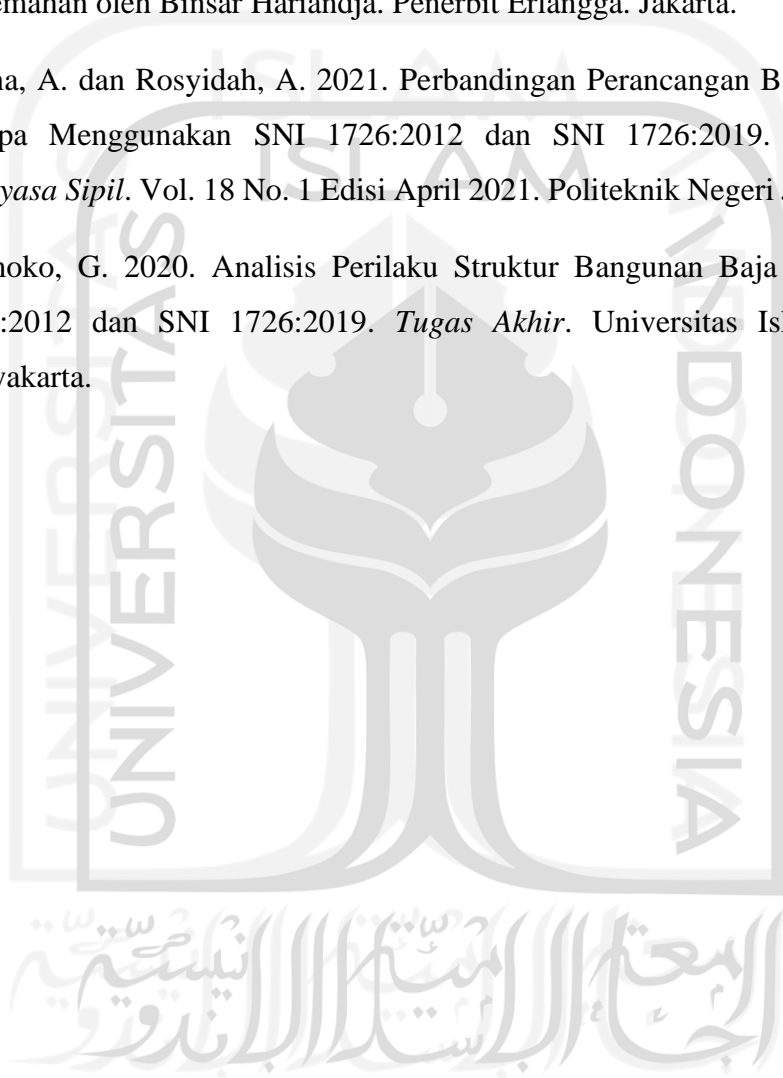 emahan oleh Binsar Hariandja. Penerbit Erlangga. Jakarta.
na, A. dan Rosyidah, A. 2021. Perbandingan Perancangan B
pa Menggunakan SNI 1726:2012 dan SNI 1726:2019.
yasa Sipil. Vol. 18 No. 1 Edisi April 2021. Politeknik Negeri
noko, G. 2020. Analisis Perilaku Struktur Bangunan Baja
:2012 dan SNI 1726:2019. Tugas Akhir. Universitas Isl
yakarta.
ISLAM
UNIVERSITAS
INDONESIA